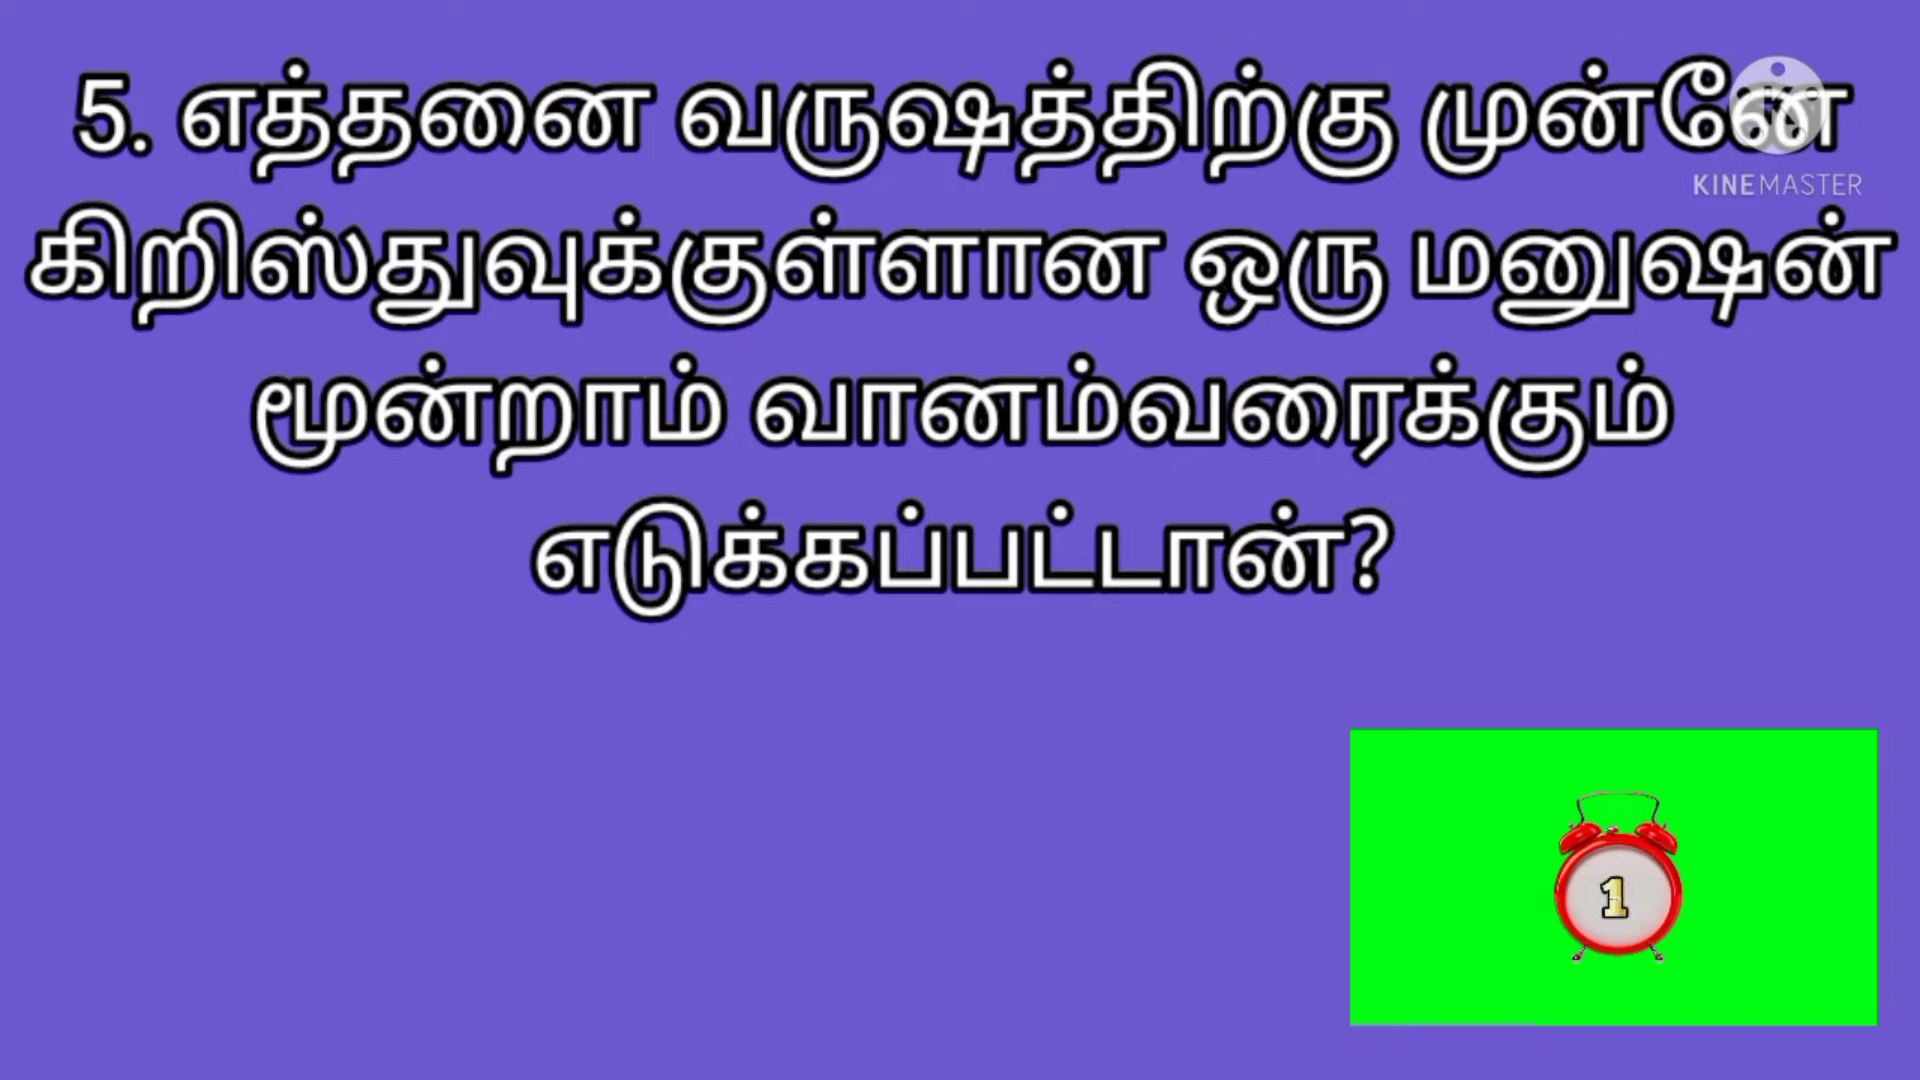 5. எத்தனை வருஷத்திற்கு முன்னே
KINEMASTER
கிறிஸ்துவுக்குள்ளான ஒரு மனுஷன்
மூன்றாம் வானம்வரைக்கும்
எடுக்கப்பட்டான்?
1